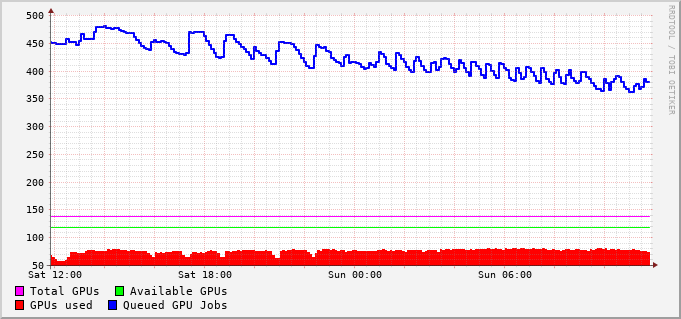 500
450
400
350
300
250
200
150
100
50
Sat 12:00 Sat 18:00 Sun 00:00 Sun 06:00
Total GPUs Available GPUs
GPUs used Queued GPU Jobs
RRDTOOL / TOBI OETIKER